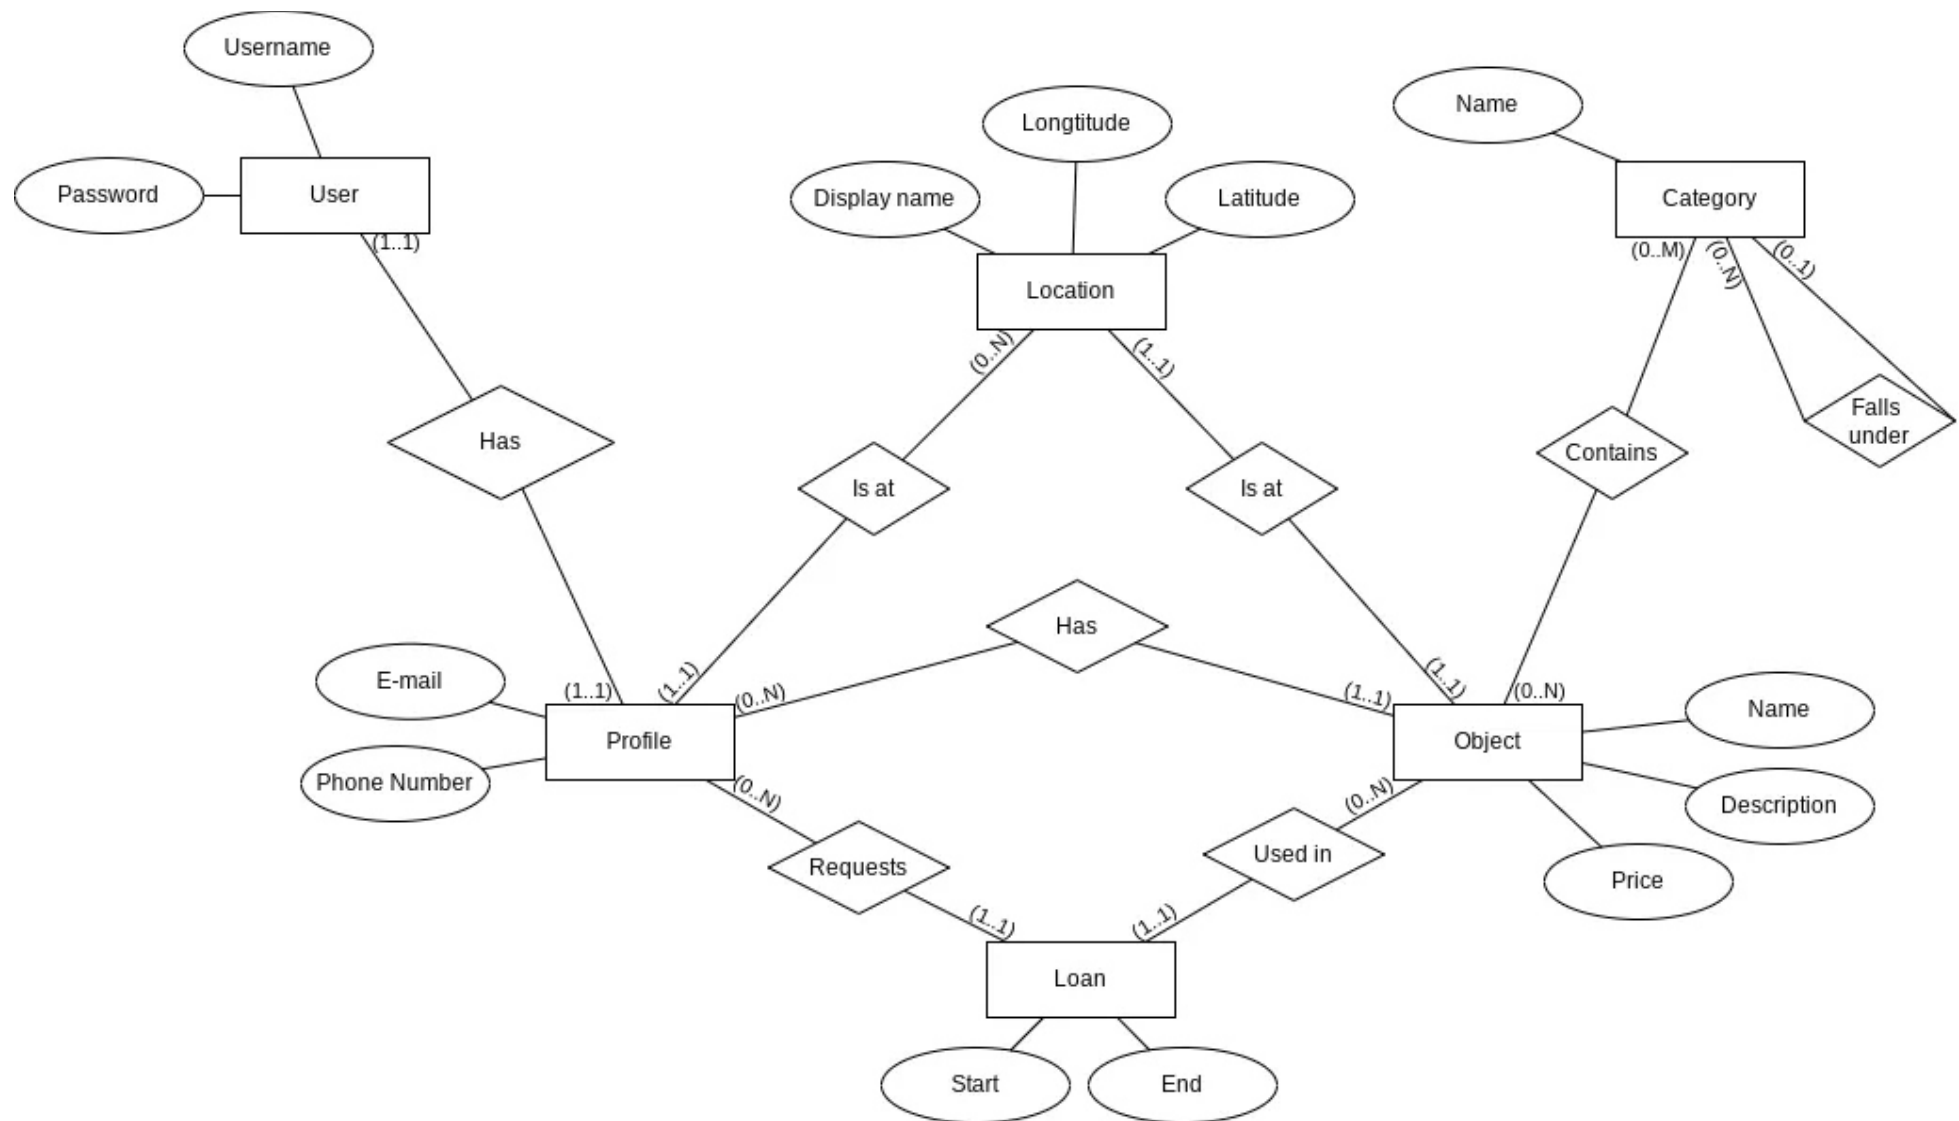 Username
Password
User
(1..1)
Has
Longtitude
Display name
Latitude
Location
(0..N)
(1..1)
Is at
Is at
Name
Category
(0..M)
(0..N)
(0..1)
Contains
Falls
under
Has
E-mail
Phone Number
(1..1)
(1..1)
(0..N)
Profile
(0..N)
(1..1)
(1..1)
(0..N)
Object
(0..N)
Name
Description
Price
Requests
Used in
(1..1)
(1..1)
Loan
Start
End